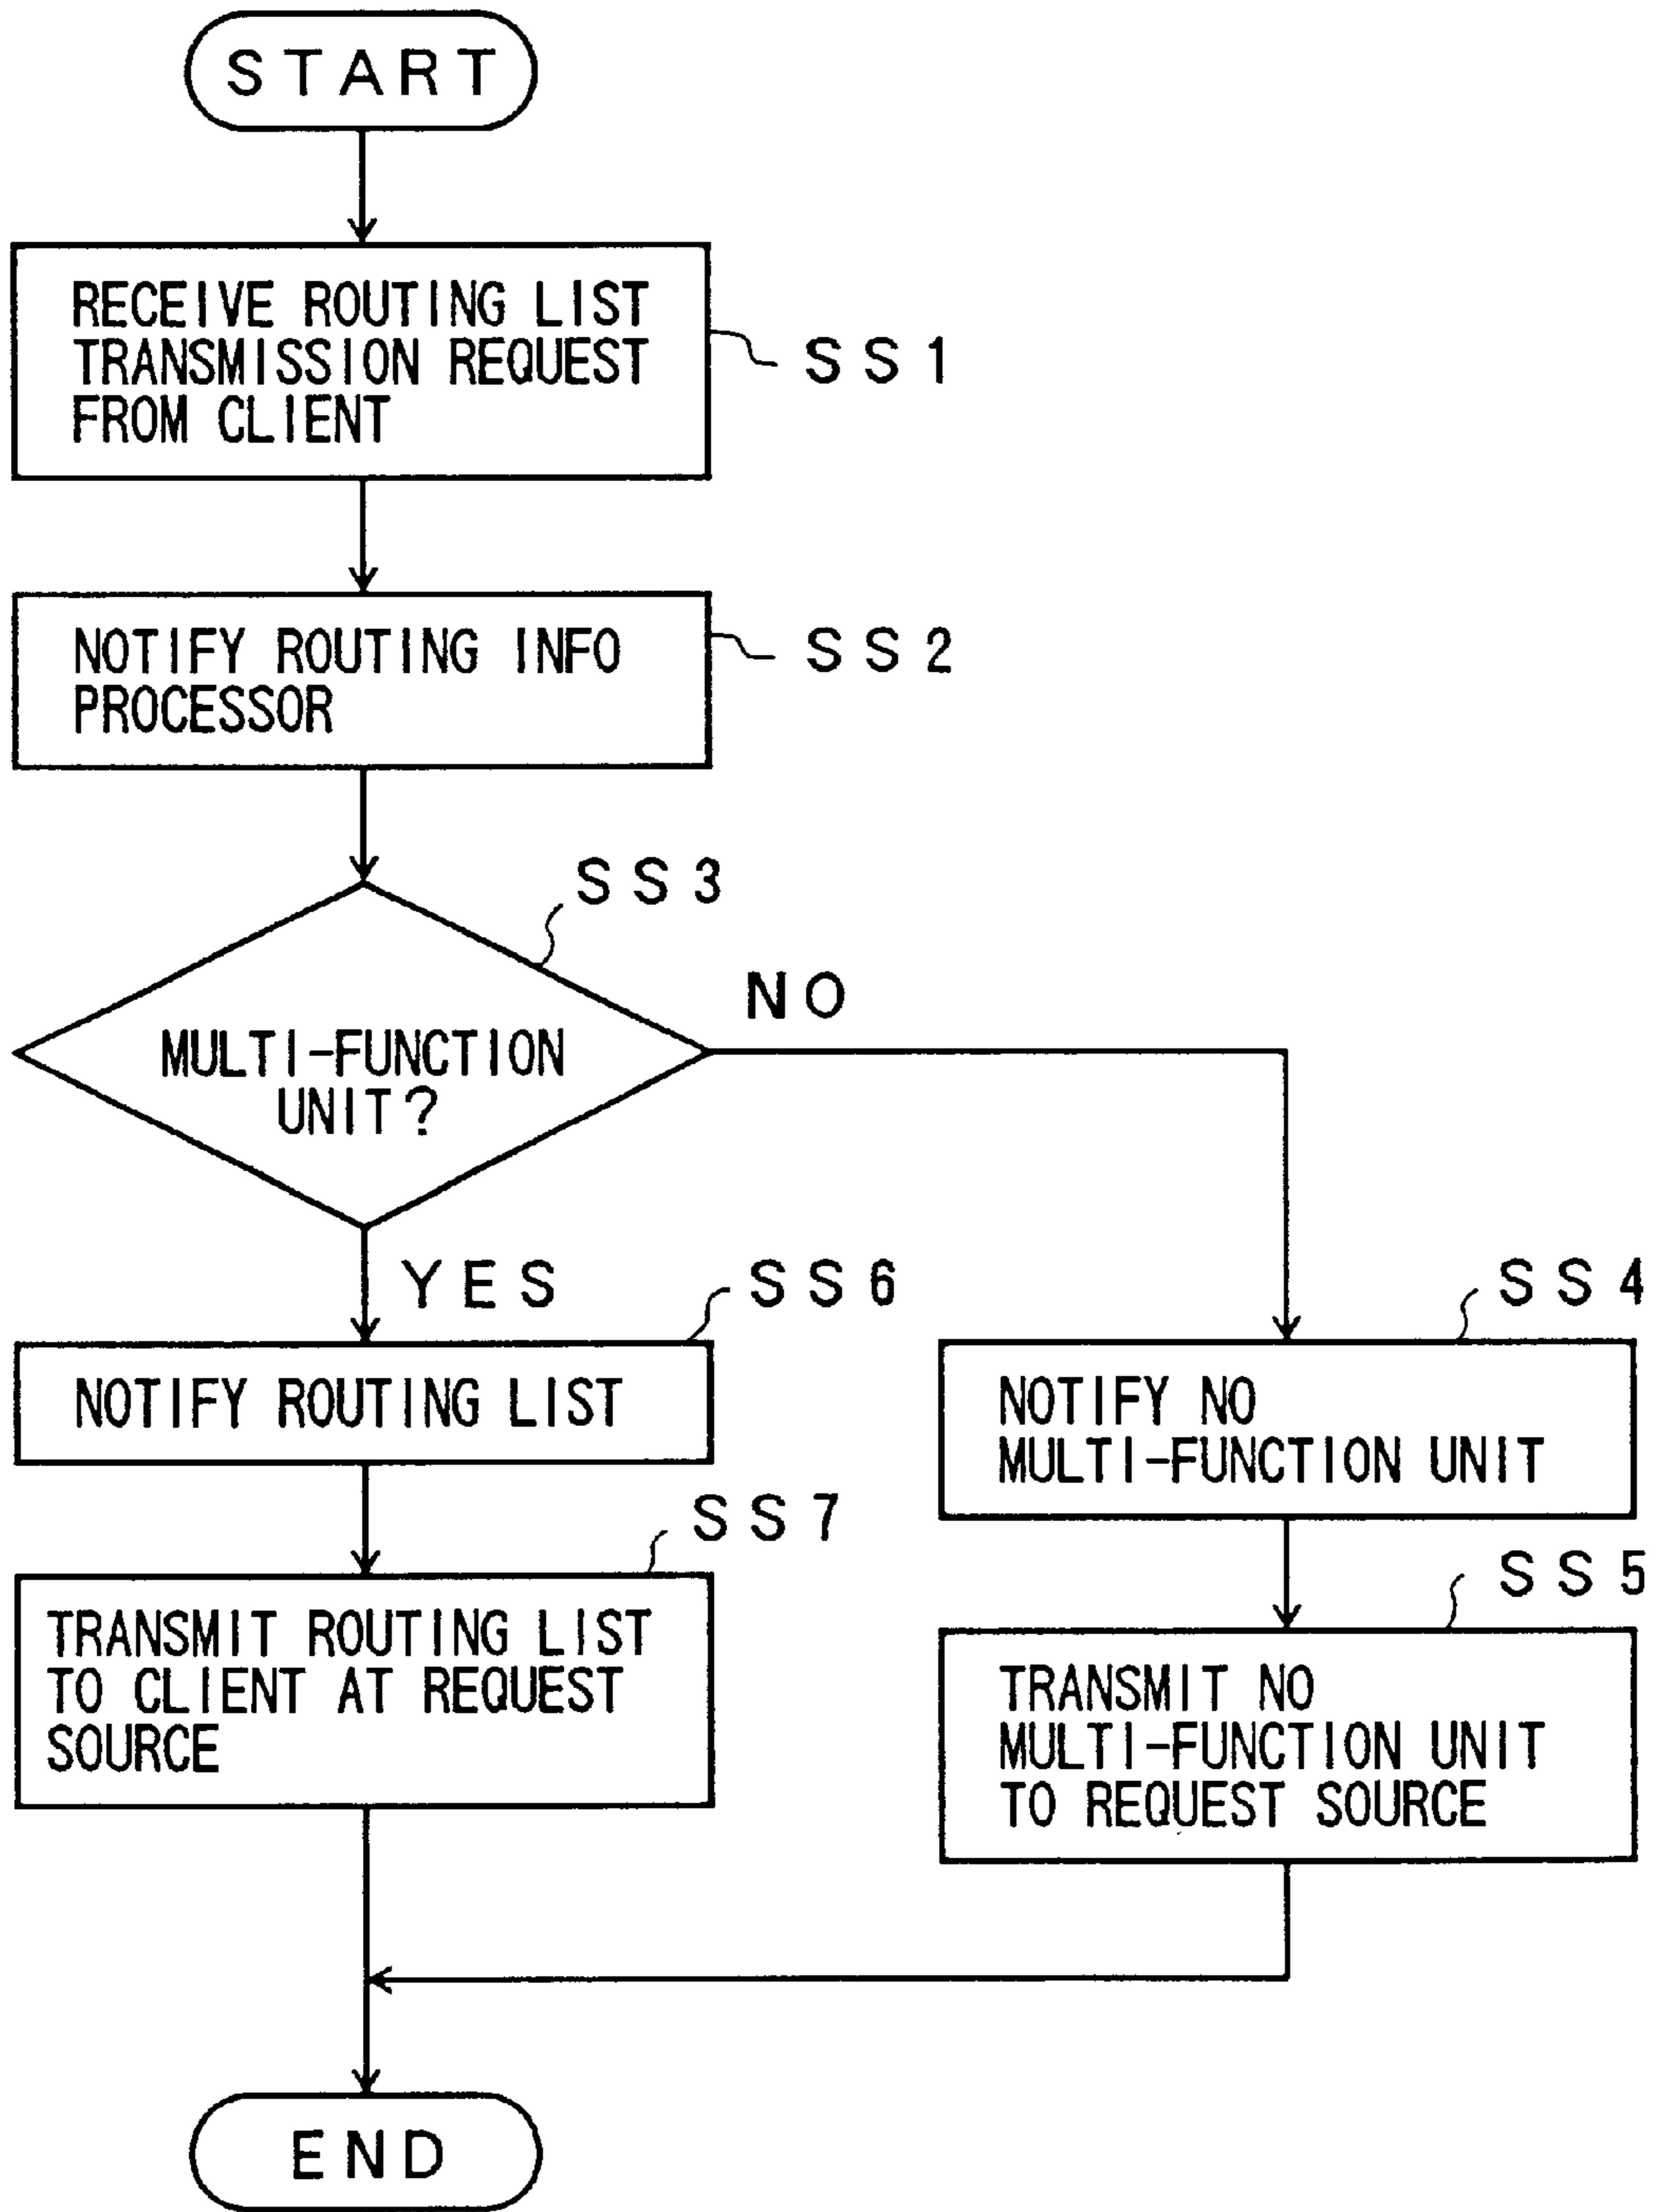 START
RECEIVE ROUTING LIST
TRANSMISSION REQUEST
FROM CLIENT
SS1
NOTIFY ROUTING INFO
PROCESSOR
SS2
SS3
MULTI-FUNCTION
UNIT?
NO
YES
SS6
NOTIFY ROUTING LIST
SS4
NOTIFY NO
MULTI-FUNCTION UNIT
SS7
TRANSMIT ROUTING LIST
TO CLIENT AT REQUEST
SOURCE
SS5
TRANSMIT NO
MULTI-FUNCTION UNIT
TO REQUEST SOURCE
END